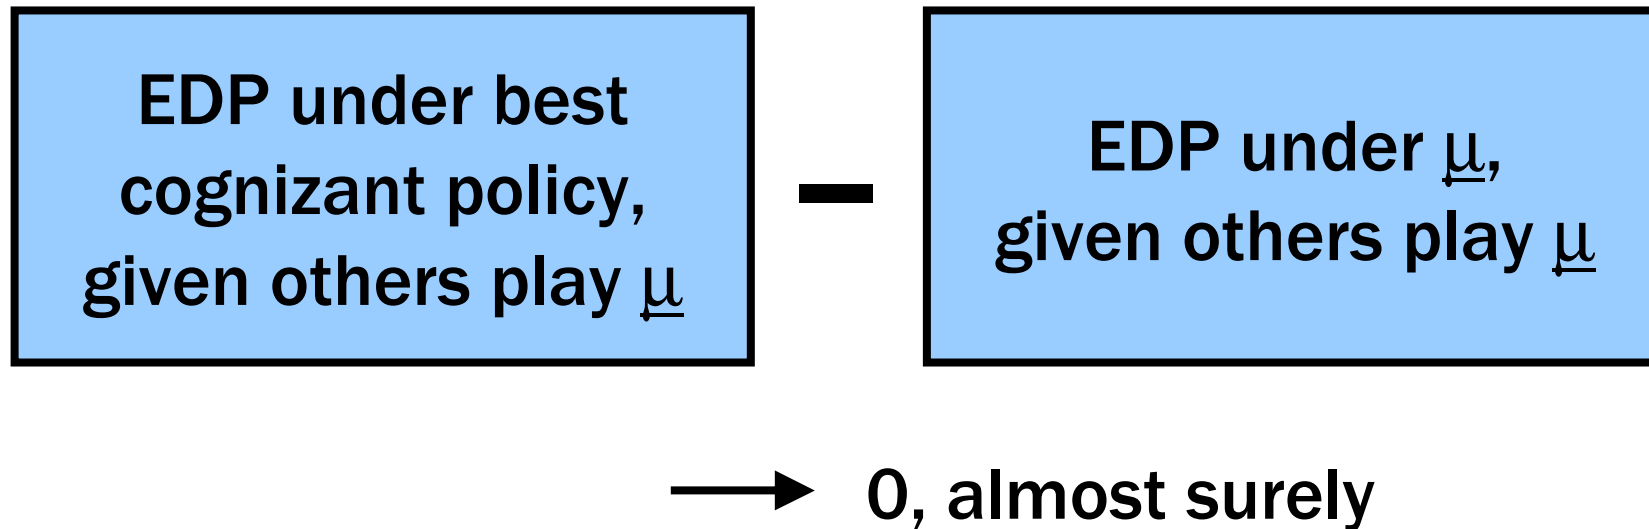 EDP under best
cognizant policy,
given others play μ
–
EDP under μ,
given others play μ
→ 0, almost surely